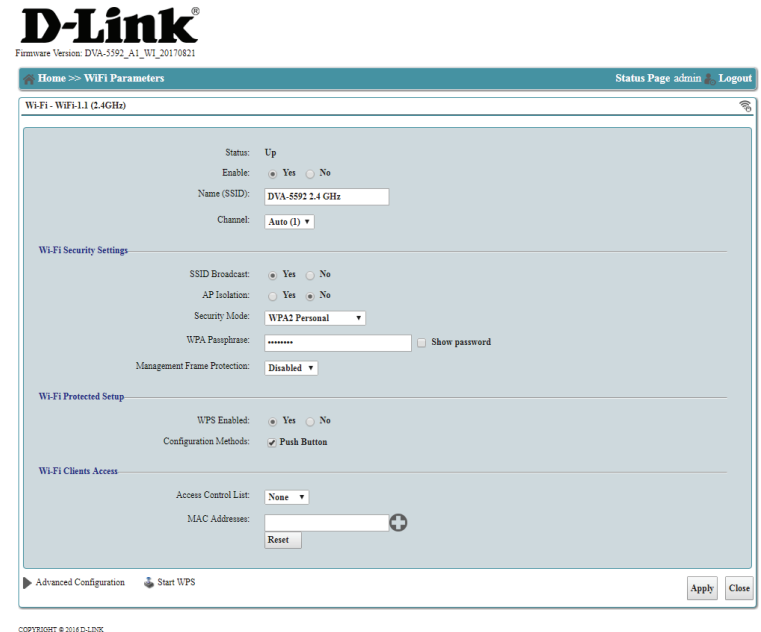 D-Link®
Firmware Version: DVA-5592_A1_WI_20170821
Home >> WiFi Parameters Status Page admin Logout
Wi-Fi - WiFi-1.1 (2.4GHz)
Status: Up
Enable: Yes No
Name (SSID): DVA-5592 2.4 GHz
Channel: Auto (1)
Wi-Fi Security Settings
SSID Broadcast: Yes No
AP Isolation: Yes No
Security Mode: WPA2 Personal
WPA Passphrase: •••••••• Show password
Management Frame Protection: Disabled
Wi-Fi Protected Setup
WPS Enabled: Yes No
Configuration Methods: Push Button
Wi-Fi Clients Access
Access Control List: None
MAC Addresses:
Reset
Advanced Configuration Start WPS Apply Close
COPYRIGHT © 2016 D-LINK